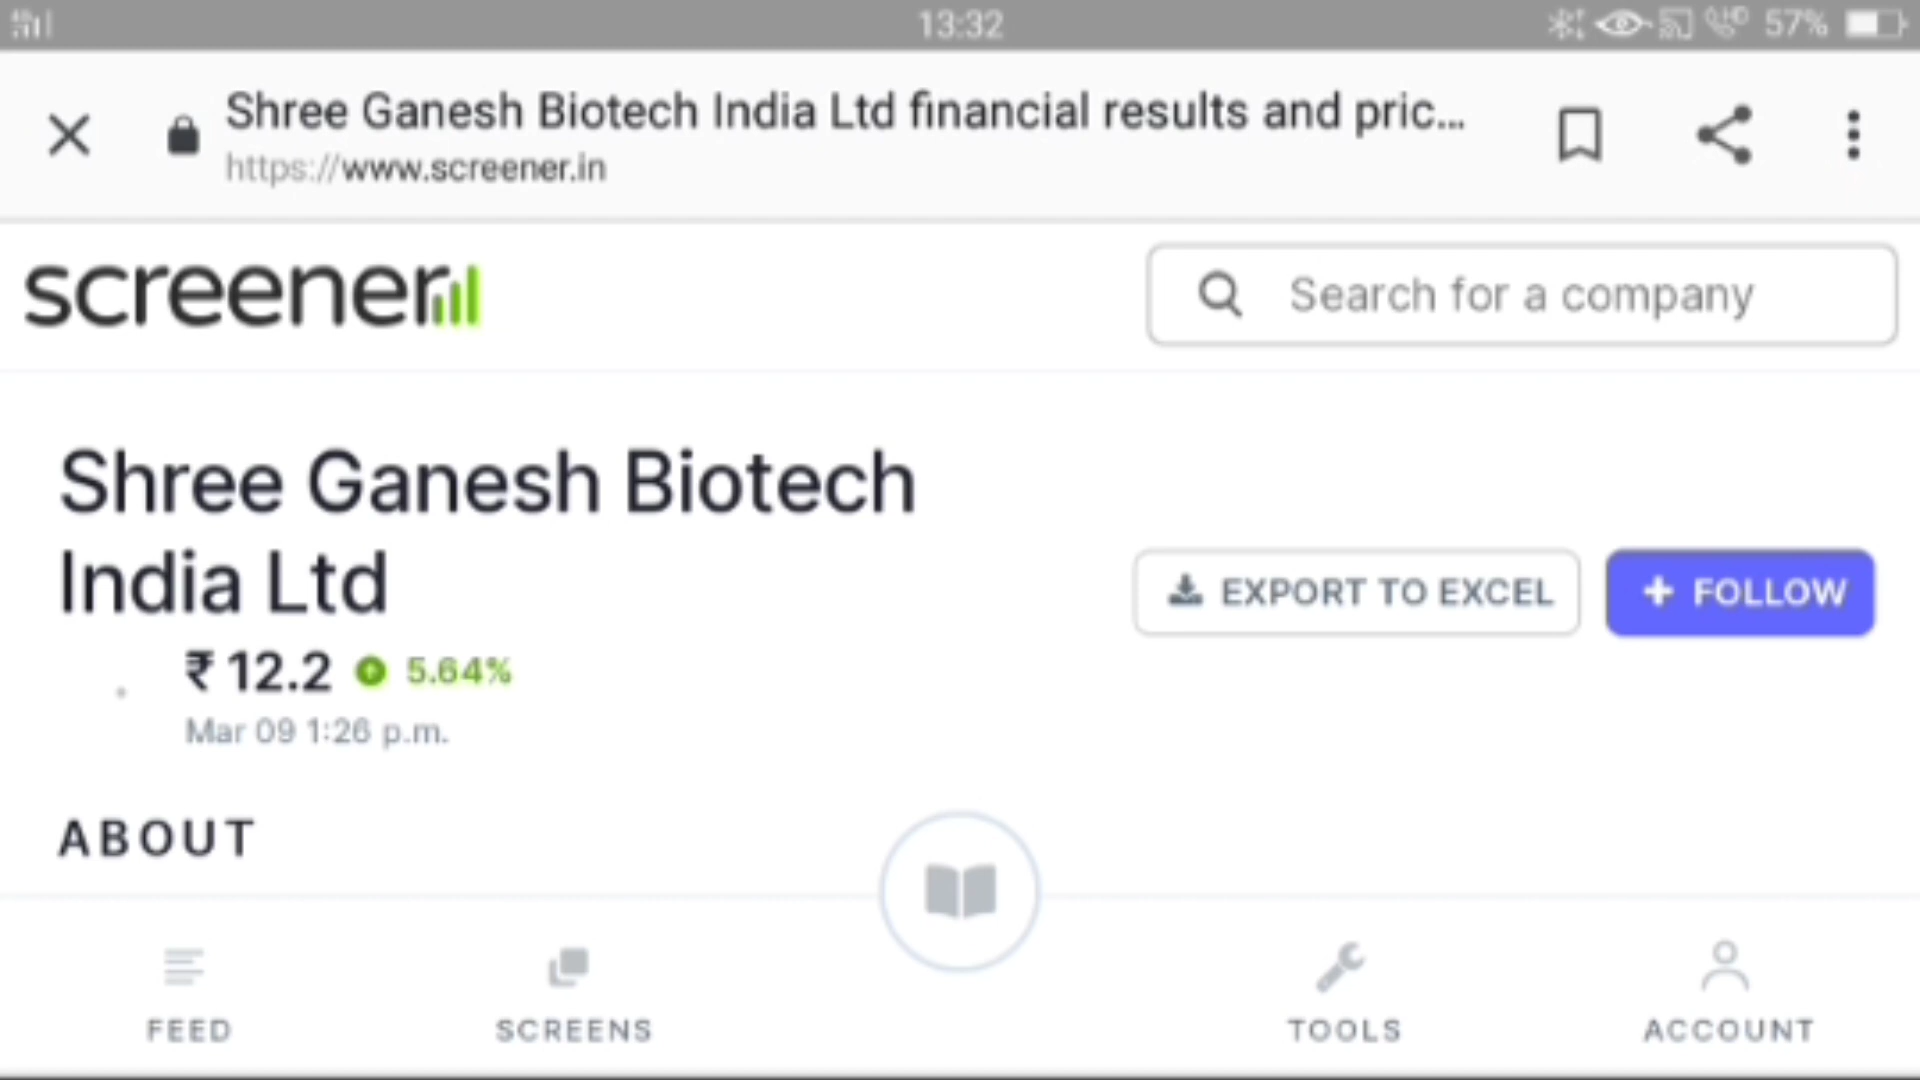 13:32
57%
Shree Ganesh Biotech India Ltd financial results and pric...
https://www.screener.in
screener
Search for a company
Shree Ganesh Biotech
India Ltd
EXPORT TO EXCEL
+ FOLLOW
₹ 12.2 5.64%
Mar 09 1:26 p.m.
ABOUT
FEED
SCREENS
TOOLS
ACCOUNT